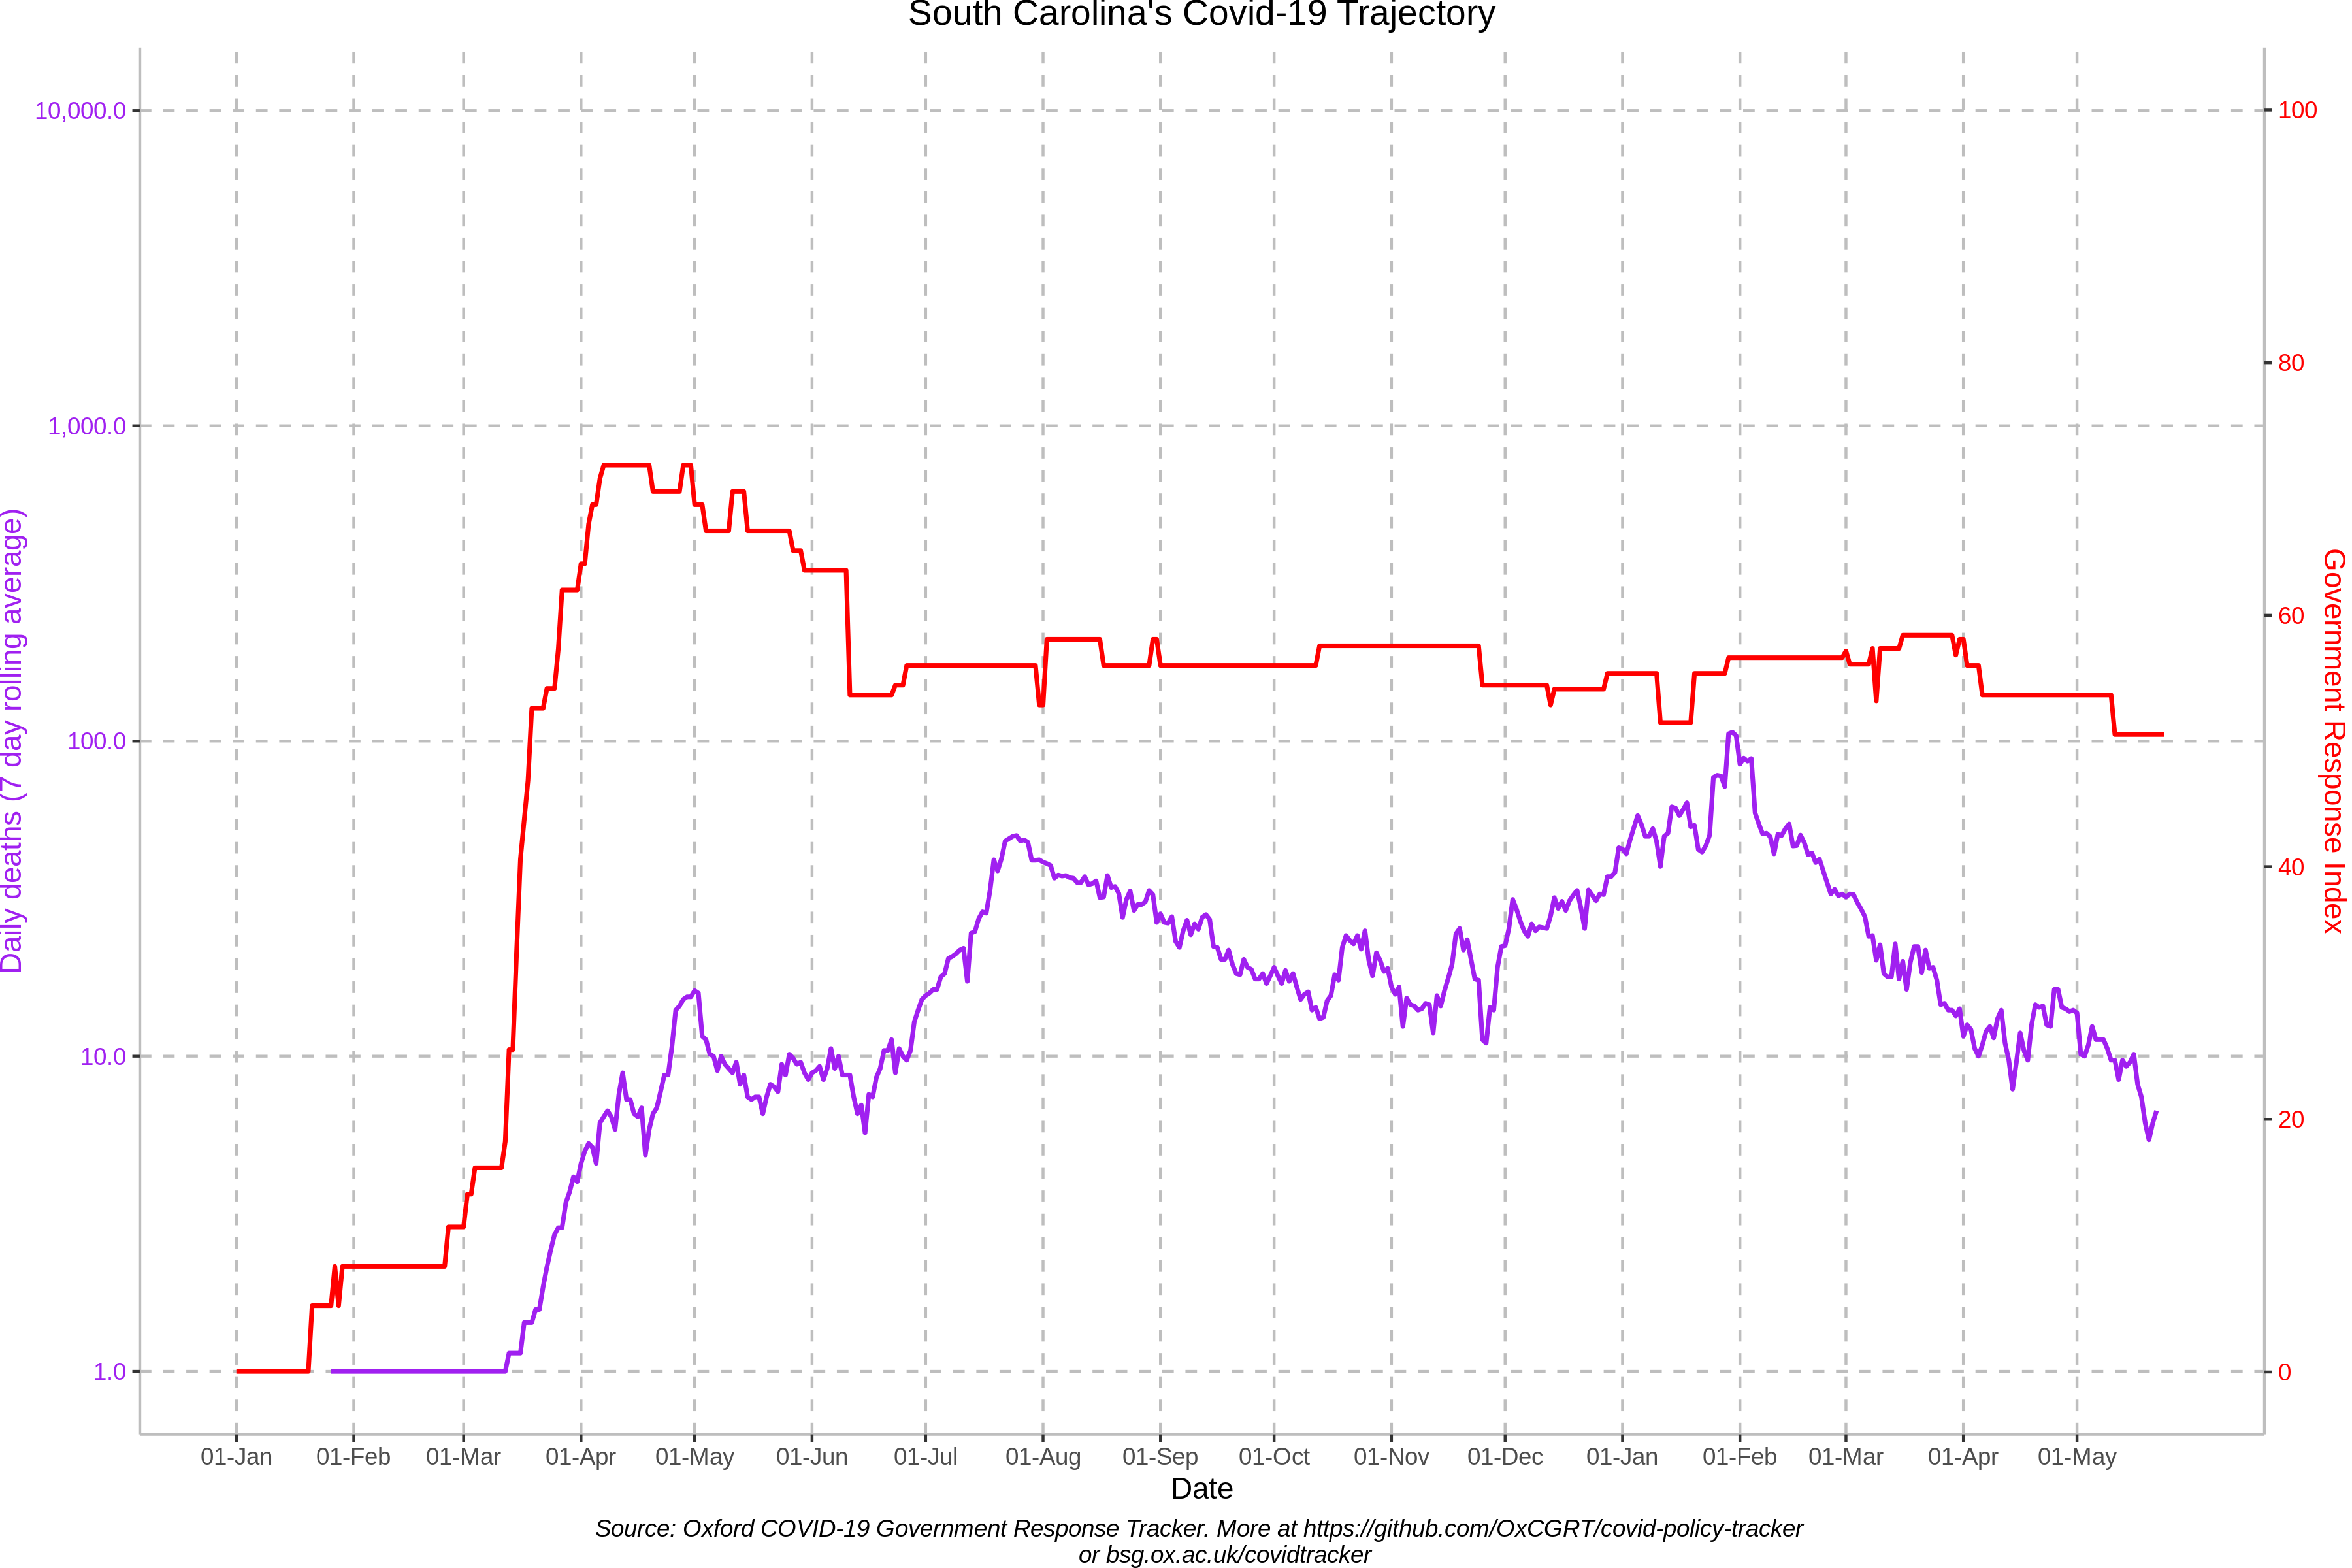 South Carolina's Covid-19 Trajectory
10,000.0
1,000.0
100.0
10.0
1.0
Daily deaths (7 day rolling average)
100
80
60
40
20
0
Government Response Index
01-Jan 01-Feb 01-Mar 01-Apr 01-May 01-Jun 01-Jul 01-Aug 01-Sep 01-Oct 01-Nov 01-Dec 01-Jan 01-Feb 01-Mar 01-Apr 01-May
Date
Source: Oxford COVID-19 Government Response Tracker. More at https://github.com/OxCGRT/covid-policy-tracker
or bsg.ox.ac.uk/covidtracker